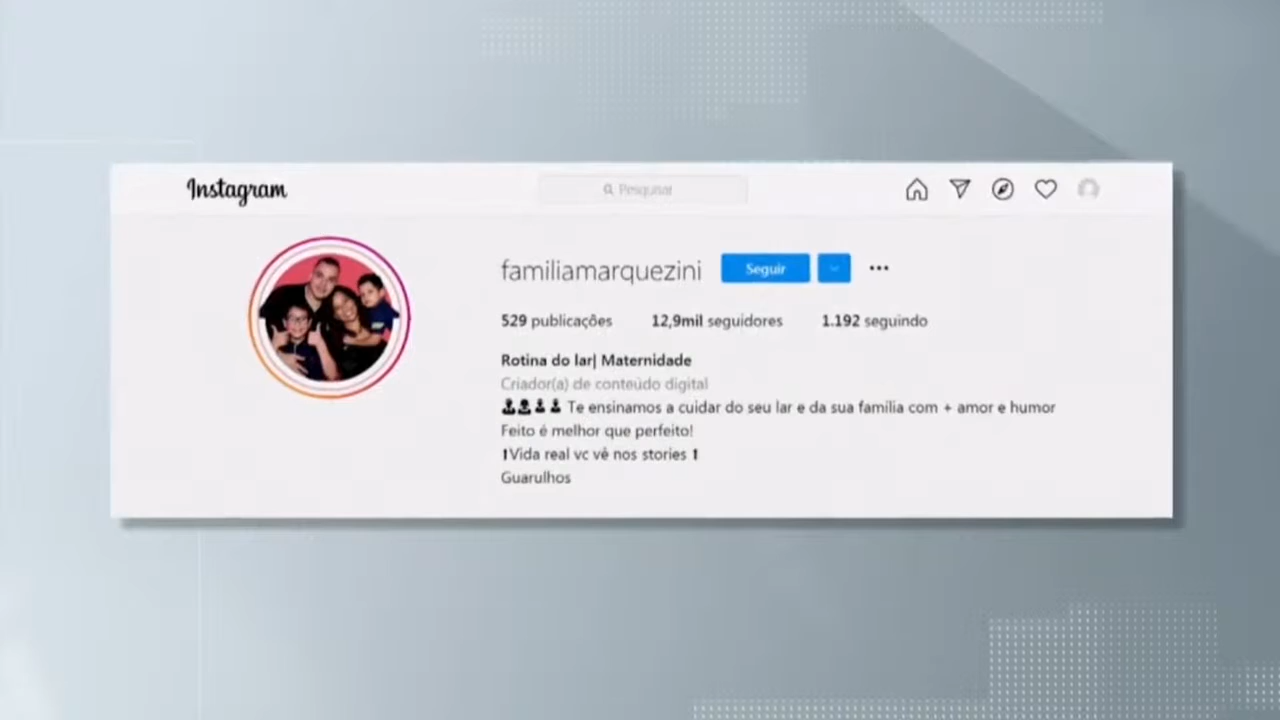 Instagram
Pesquisar
familiamarquezini
Seguir
529 publicações 12,9mil seguidores 1.192 seguindo
Rotina do lar| Maternidade
Criador(a) de conteúdo digital
Te ensinamos a cuidar do seu lar e da sua familia com + amor e humor
Feito é melhor que perfeito!
Vida real vc vê nos stories
Guarulhos